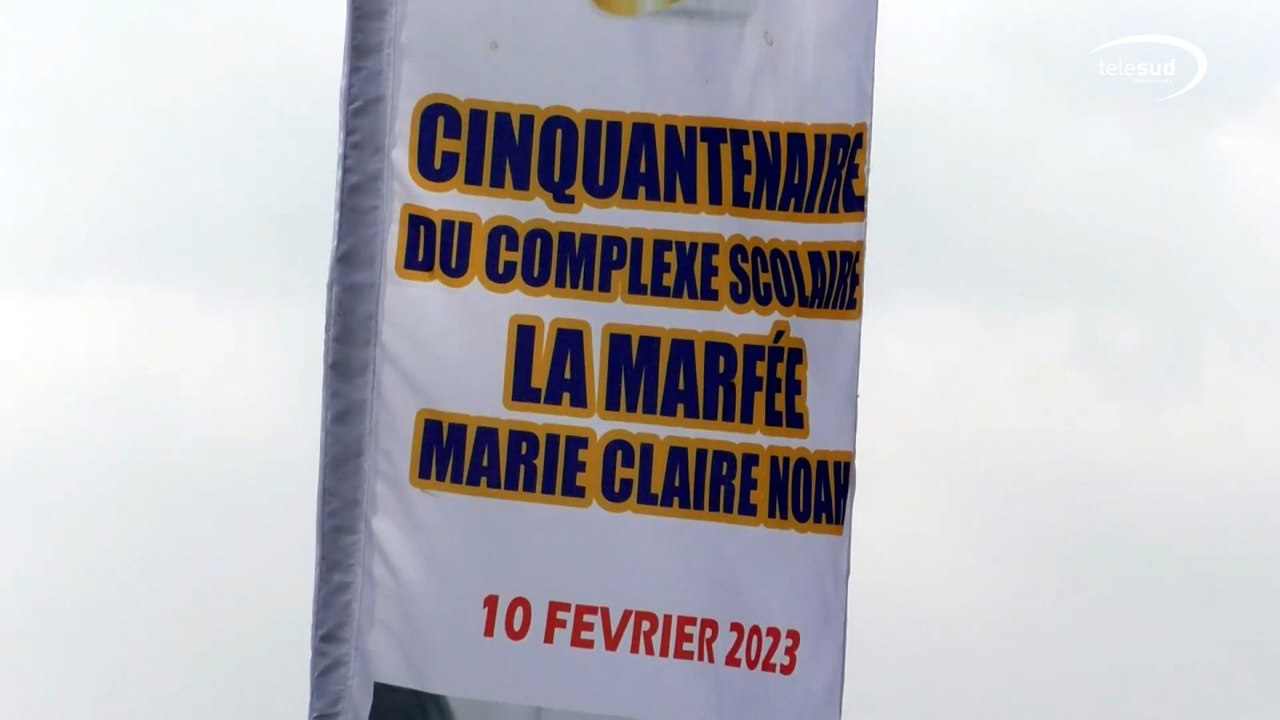 telesud
CINQUANTENAIRE
DU COMPLEXE SCOLAIRE
LA MARFÉE
MARIE CLAIRE NOAH
10 FEVRIER 2023